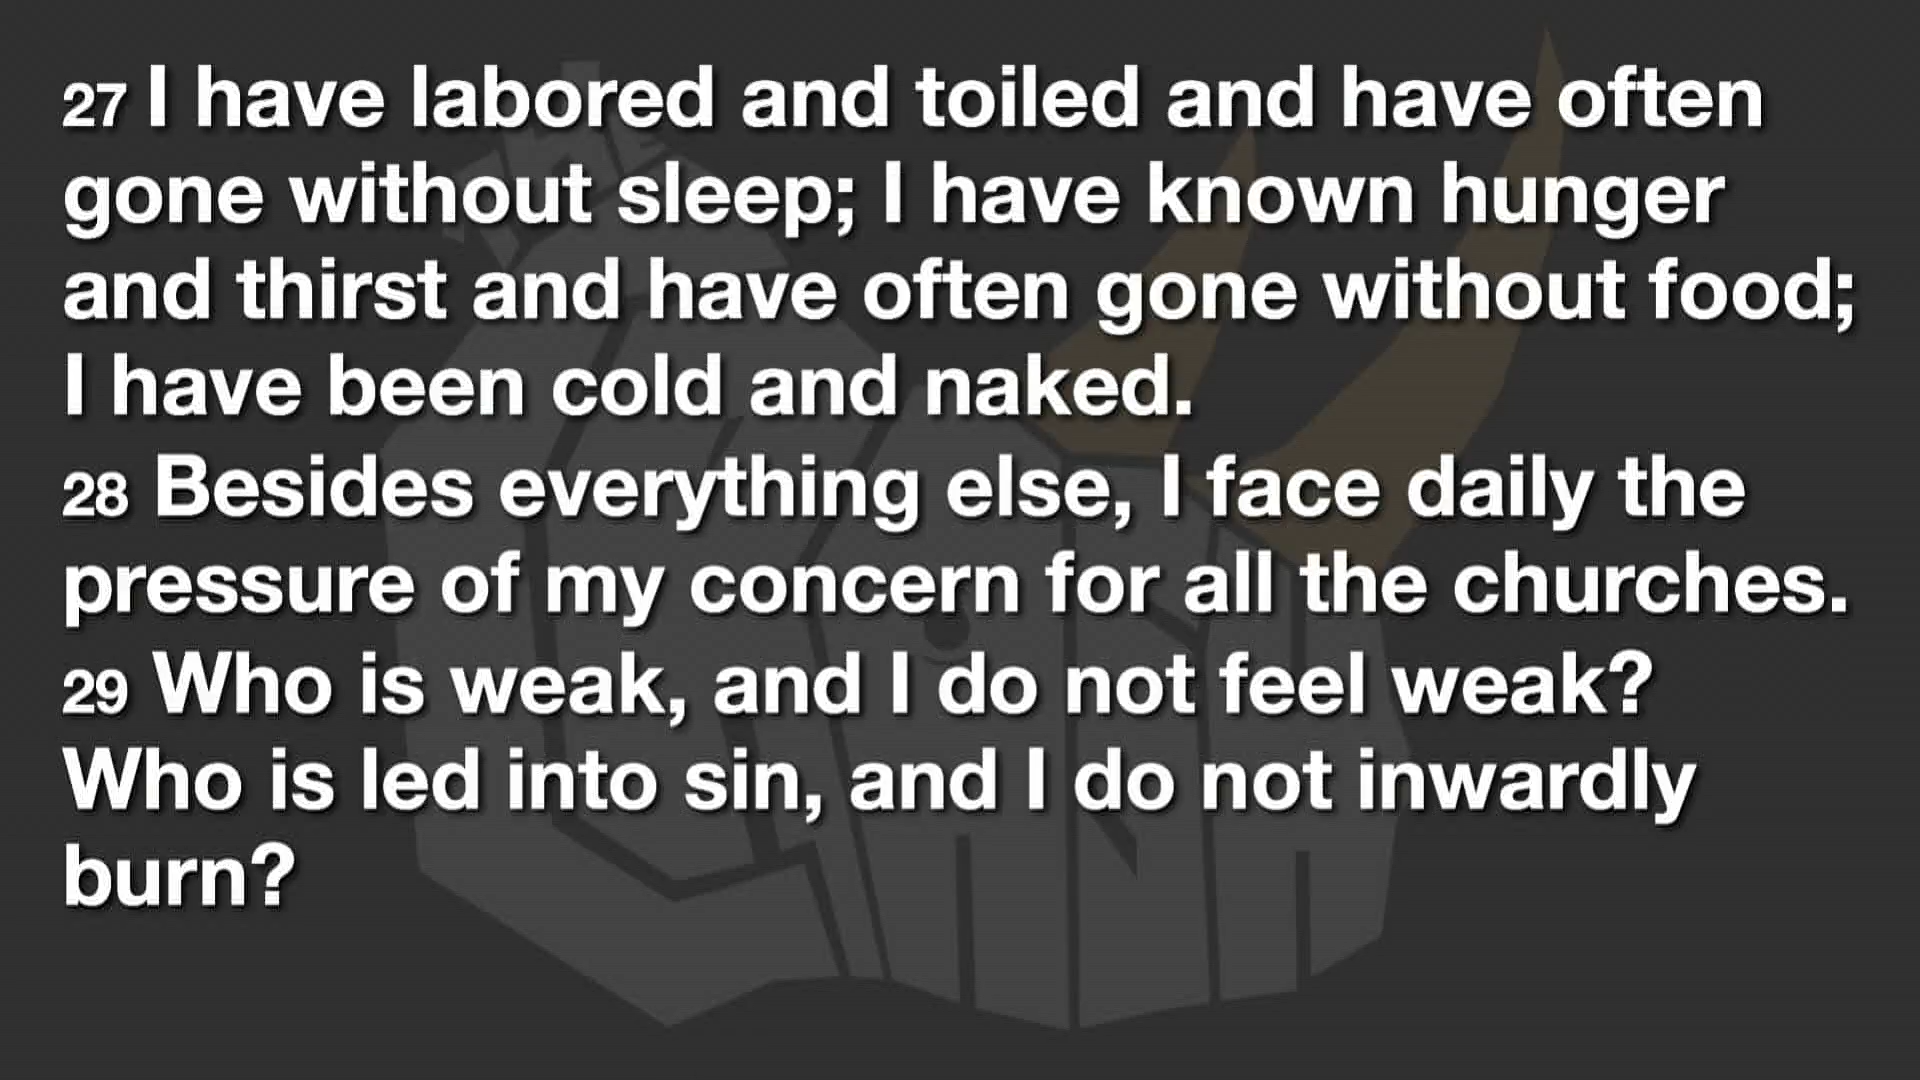 27 I have labored and toiled and have often
gone without sleep; I have known hunger
and thirst and have often gone without food;
I have been cold and naked.
28 Besides everything else, I face daily the
pressure of my concern for all the churches.
29 Who is weak, and I do not feel weak?
Who is led into sin, and I do not inwardly
burn?